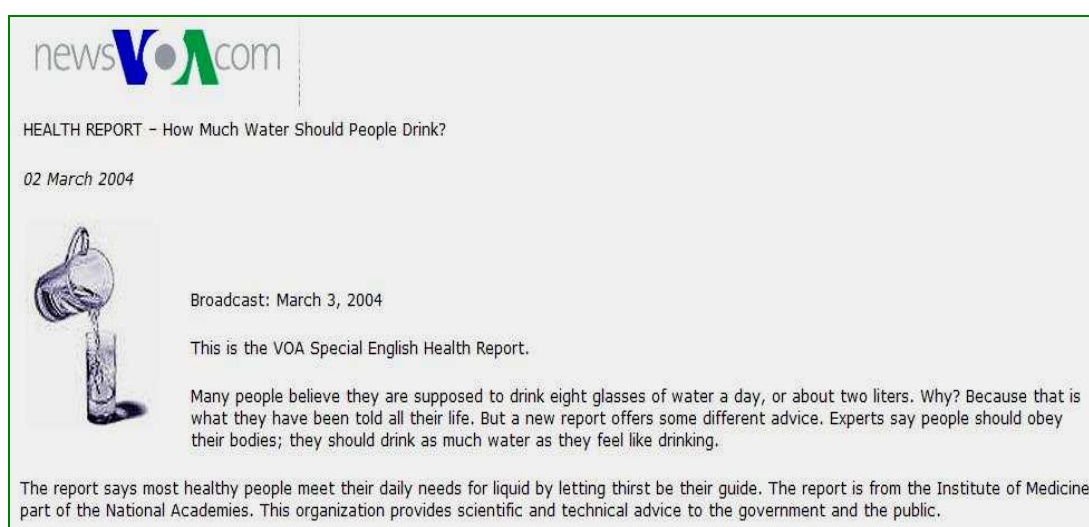 newsVOAcom
HEALTH REPORT – How Much Water Should People Drink?
02 March 2004
Broadcast: March 3, 2004
This is the VOA Special English Health Report.
Many people believe they are supposed to drink eight glasses of water a day, or about two liters. Why? Because that is
what they have been told all their life. But a new report offers some different advice. Experts say people should obey
their bodies; they should drink as much water as they feel like drinking.
The report says most healthy people meet their daily needs for liquid by letting thirst be their guide. The report is from the Institute of Medicine
part of the National Academies. This organization provides scientific and technical advice to the government and the public.